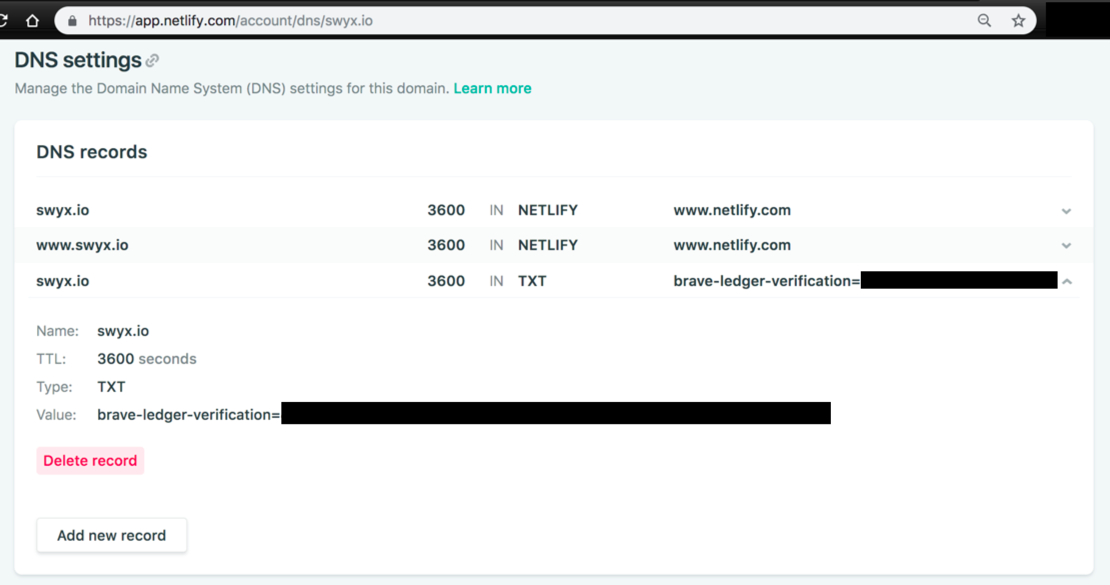 https://app.netlify.com/account/dns/swyx.io
DNS settings
Manage the Domain Name System (DNS) settings for this domain. Learn more
DNS records
swyx.io 3600 IN NETLIFY www.netlify.com
www.swyx.io 3600 IN NETLIFY www.netlify.com
swyx.io 3600 IN TXT brave-ledger-verification=
Name: swyx.io
TTL: 3600 seconds
Type: TXT
Value: brave-ledger-verification=
Delete record
Add new record